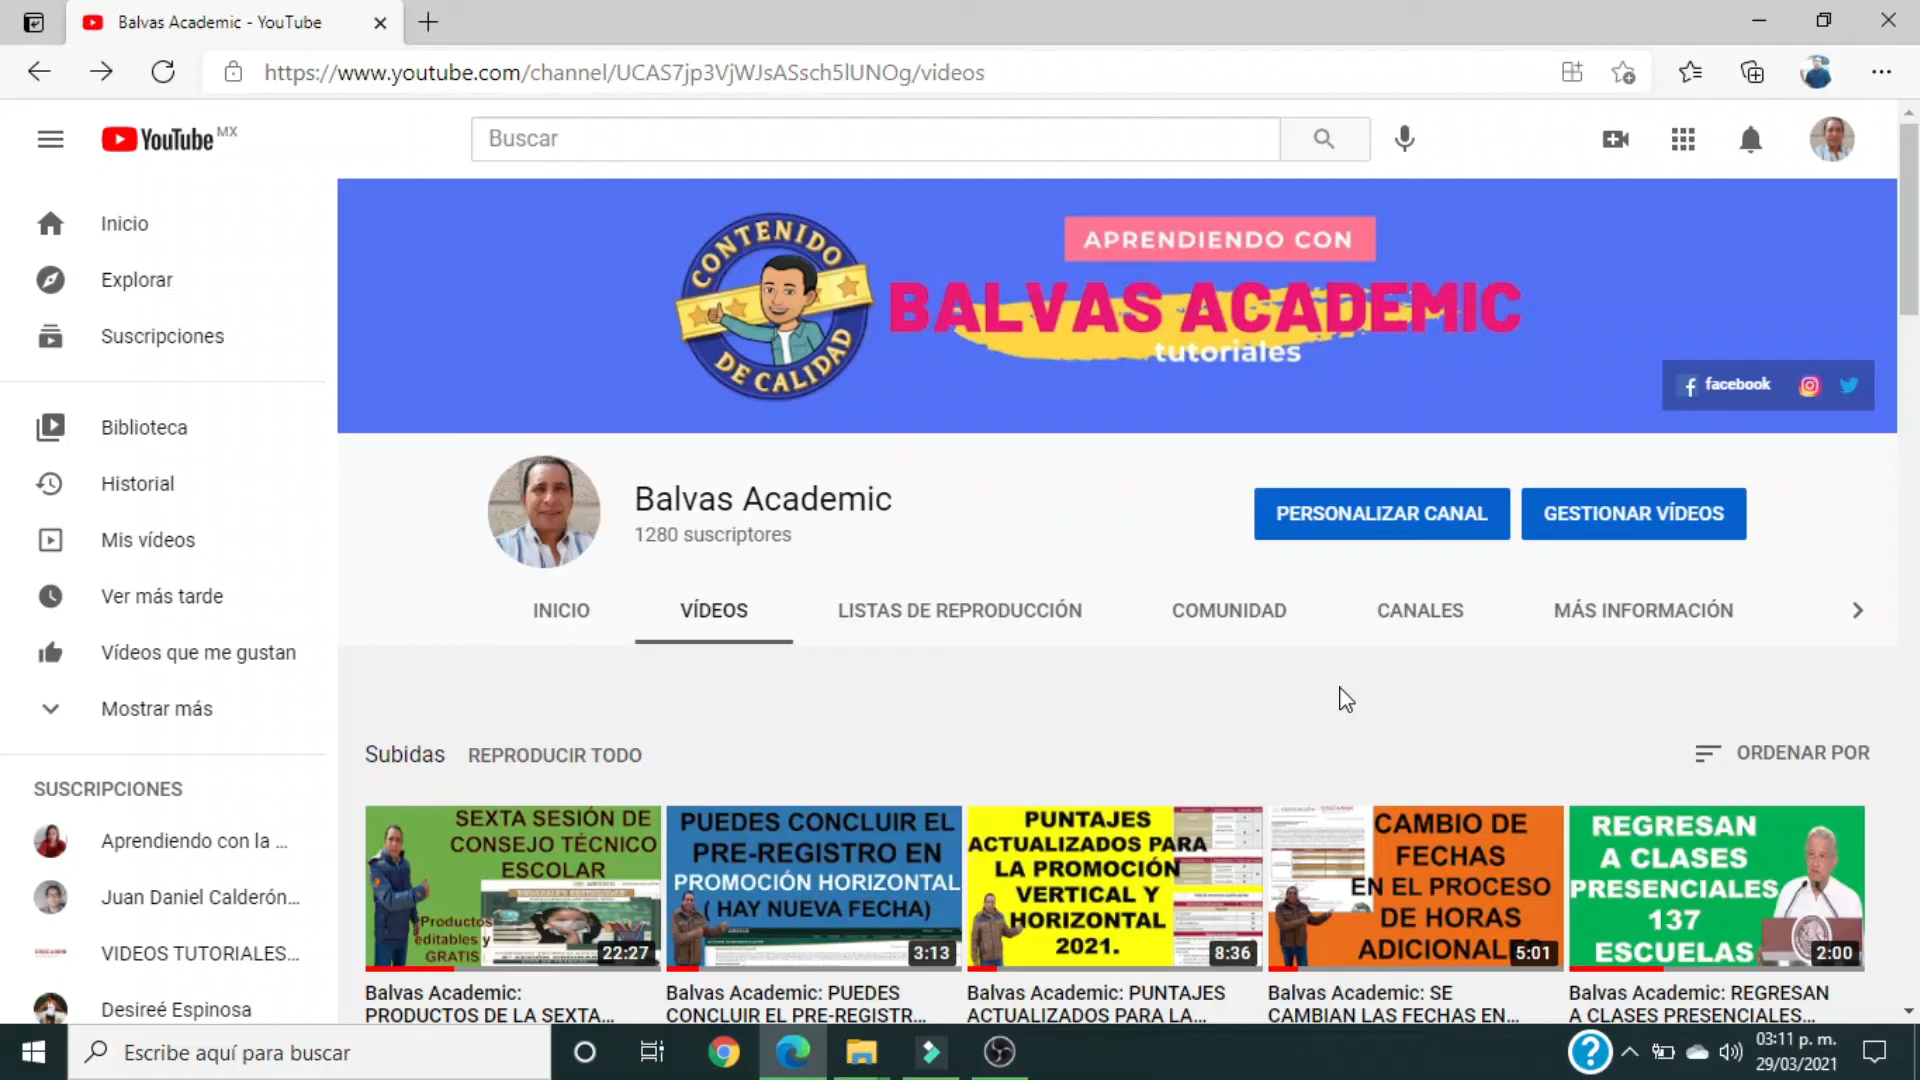 Balvas Academic - YouTube
https://www.youtube.com/channel/UCAS7jp3VjWJsASsch5lUNOg/videos
YouTube MX
Buscar
Inicio
Explorar
Suscripciones
Biblioteca
Historial
Mis vídeos
Ver más tarde
Vídeos que me gustan
Mostrar más
SUSCRIPCIONES
Aprendiendo con la ...
Juan Daniel Calderón...
VIDEOS TUTORIALES...
Desireé Espinosa
CONTENIDO
DE CALIDAD
APRENDIENDO CON
BALVAS ACADEMIC
tutoriales
facebook
Balvas Academic
1280 suscriptores
PERSONALIZAR CANAL
GESTIONAR VÍDEOS
INICIO
VÍDEOS
LISTAS DE REPRODUCCIÓN
COMUNIDAD
CANALES
MÁS INFORMACIÓN
Subidas
REPRODUCIR TODO
ORDENAR POR
SEXTA SESIÓN DE
CONSEJO TÉCNICO
ESCOLAR
Productos
editables y
GRATIS
22:27
Balvas Academic:
PRODUCTOS DE LA SEXTA...
PUEDES CONCLUIR EL
PRE-REGISTRO EN
PROMOCIÓN HORIZONTAL
( HAY NUEVA FECHA)
3:13
Balvas Academic: PUEDES
CONCLUIR EL PRE-REGISTR...
PUNTAJES
ACTUALIZADOS PARA
LA PROMOCIÓN
VERTICAL Y
HORIZONTAL
2021.
8:36
Balvas Academic: PUNTAJES
ACTUALIZADOS PARA LA...
CAMBIO DE
FECHAS
EN EL PROCESO
DE HORAS
ADICIONAL
5:01
Balvas Academic: SE
CAMBIAN LAS FECHAS EN...
REGRESAN
A CLASES
PRESENCIALES
137
ESCUELAS
2:00
Balvas Academic: REGRESAN
A CLASES PRESENCIALES...
Escribe aquí para buscar
03:11 p. m.
29/03/2021